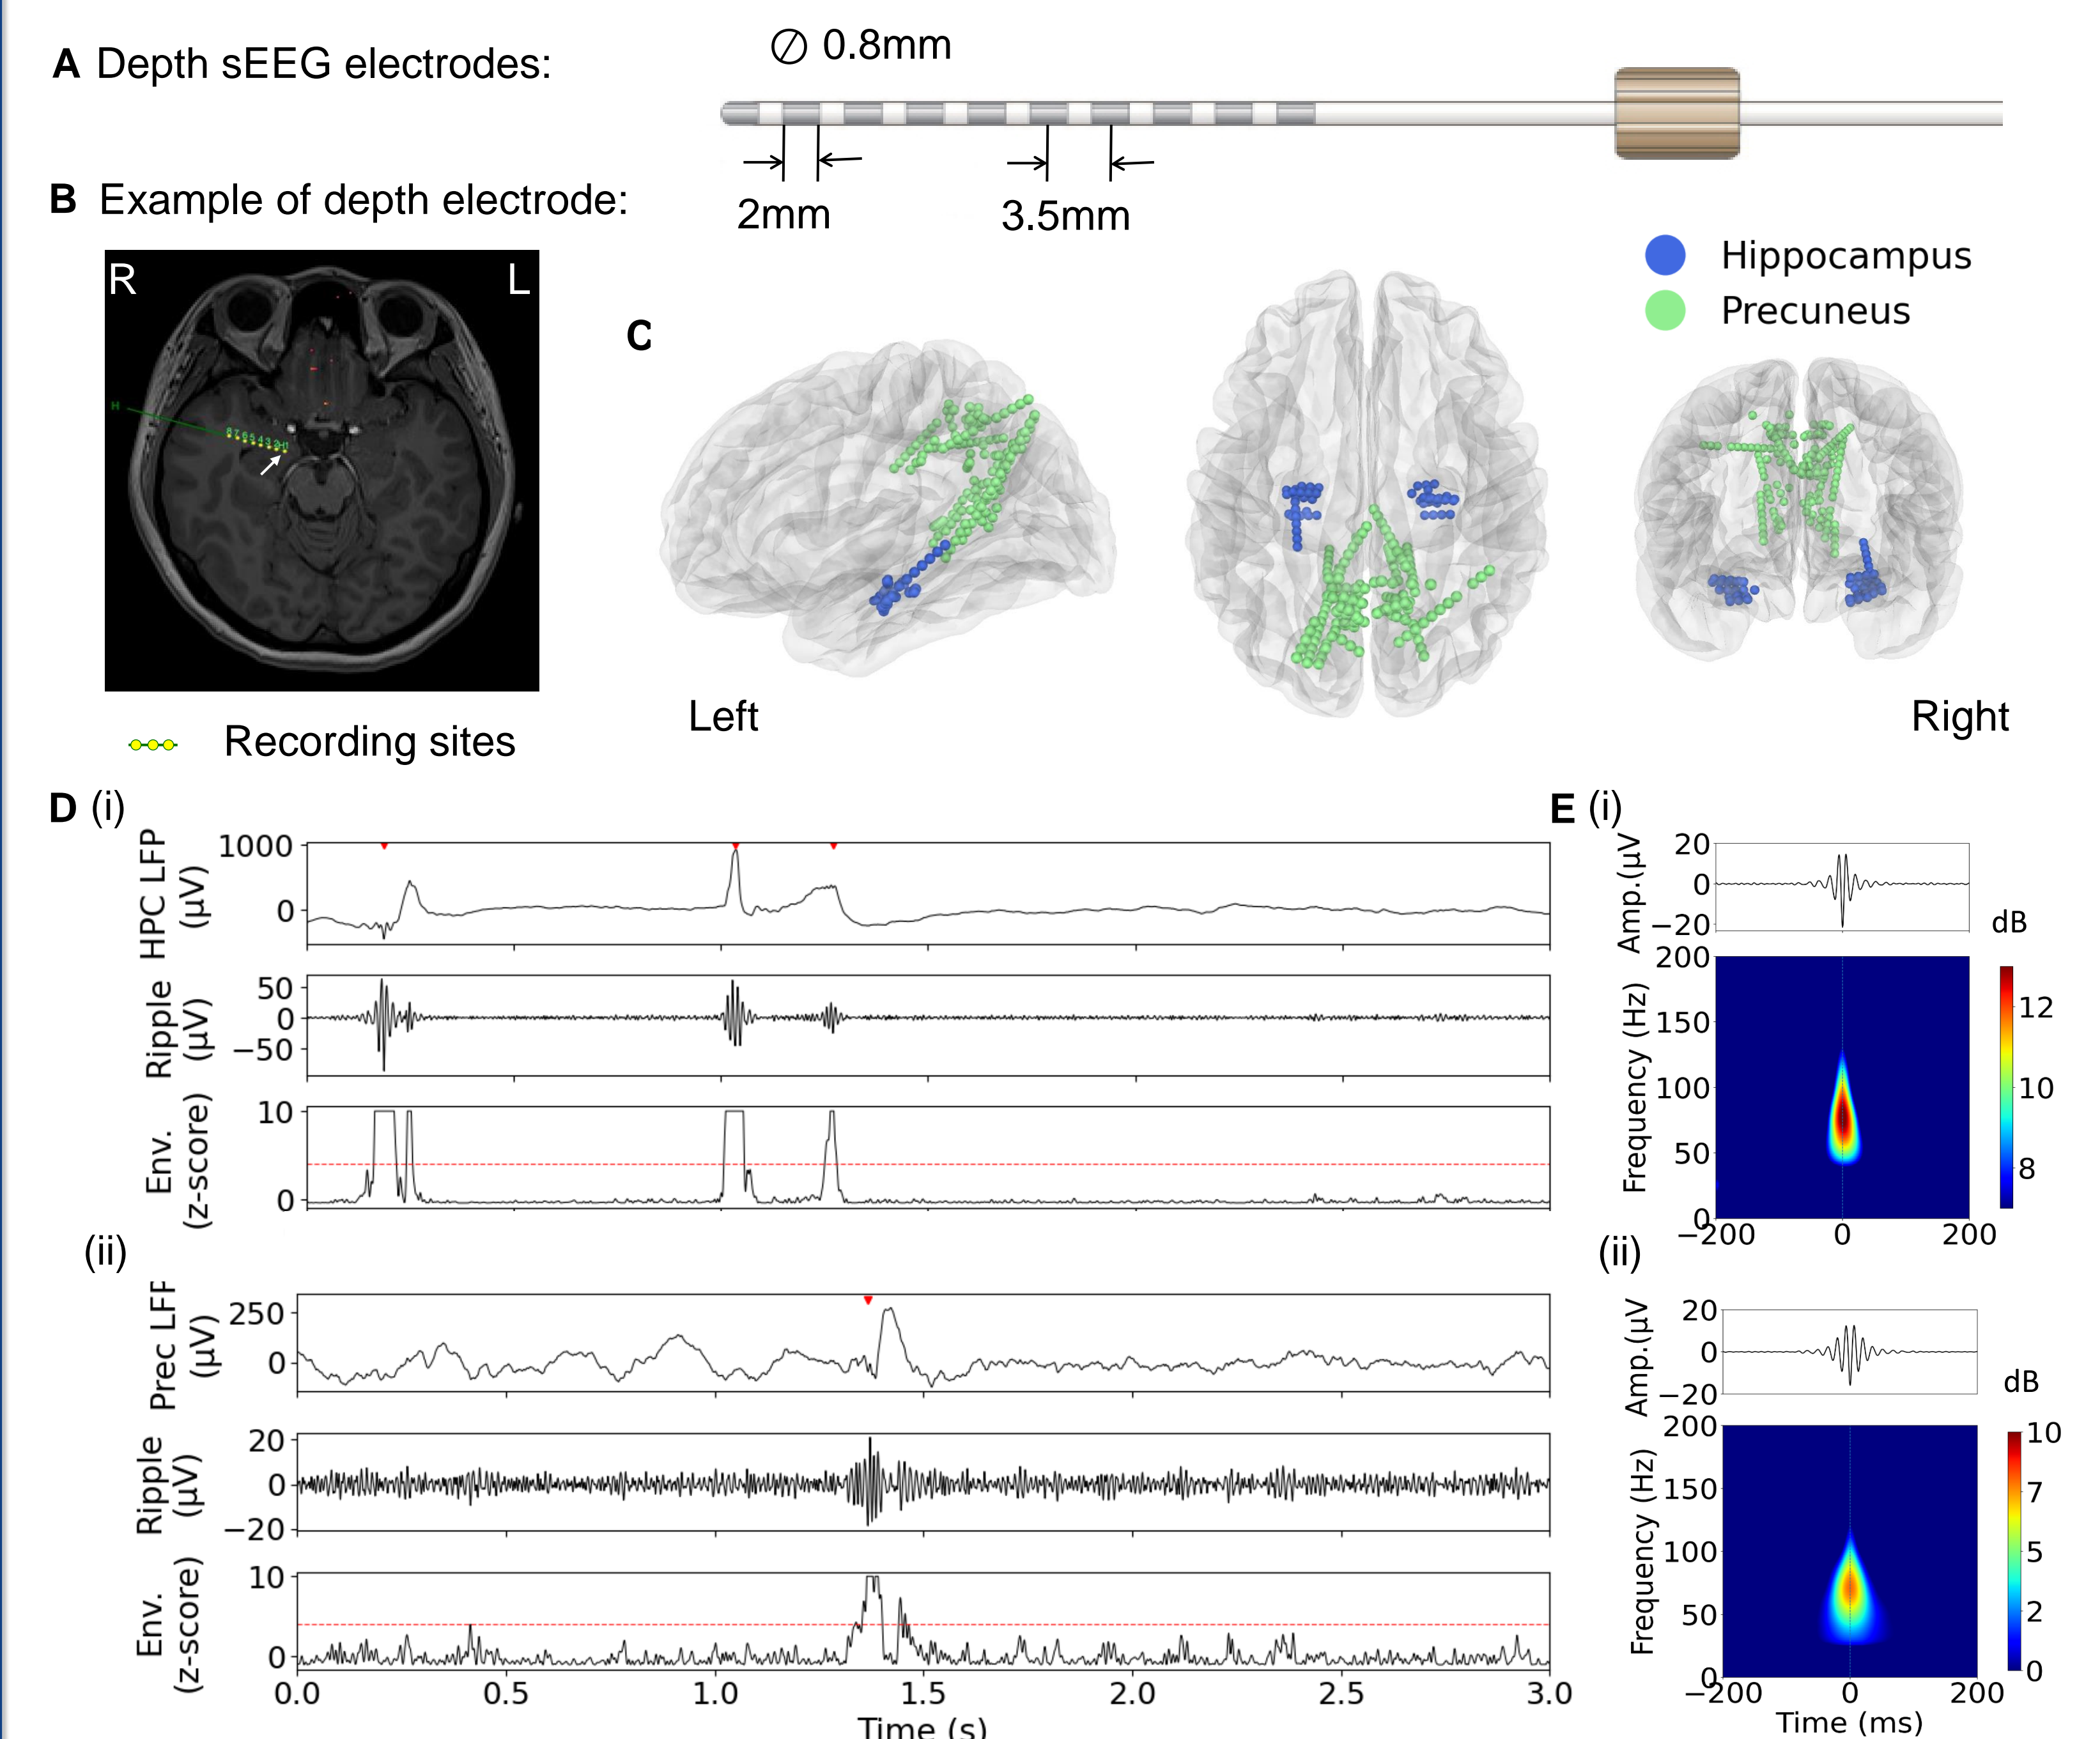 A Depth sEEG electrodes:
∅ 0.8mm
2mm
3.5mm
B Example of depth electrode:
R
L
H
Recording sites
C
Hippocampus
Precuneus
Left
Right
D (i)
HPC LFP
(µV)
1000
0
Ripple
(µV)
50
0
−50
Env.
(z-score)
10
0
(ii)
Prec LFP
(µV)
250
0
Ripple
(µV)
20
0
−20
Env.
(z-score)
10
0
0.0 0.5 1.0 1.5 2.0 2.5 3.0
Time (s)
E (i)
Amp.(µV
20
0
−20
dB
Frequency (Hz)
200
150
100
50
0
−200 0 200
12
10
8
(ii)
Amp.(µV
20
0
−20
dB
Frequency (Hz)
200
150
100
50
0
−200 0 200
Time (ms)
10
7
5
2
0